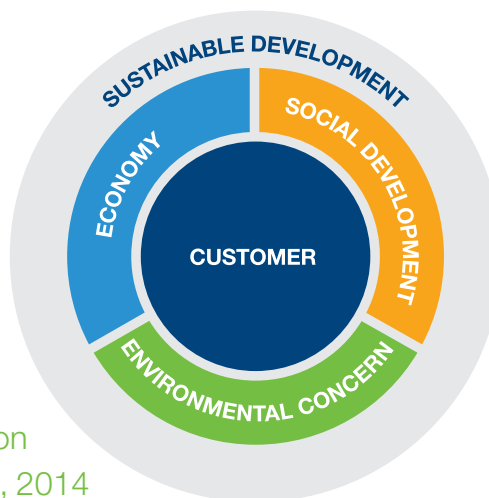 SUSTAINABLE DEVELOPMENT
ECONOMY
SOCIAL DEVELOPMENT
CUSTOMER
ENVIRONMENTAL CONCERN
on
, 2014